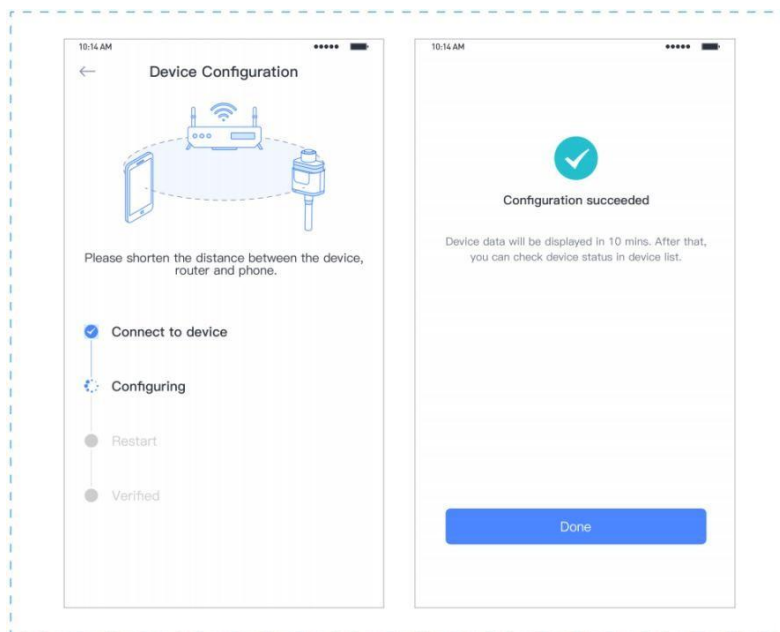 10:14 AM
Device Configuration
Please shorten the distance between the device,
router and phone.
Connect to device
Configuring
Restart
Verified
10:14 AM
Configuration succeeded
Device data will be displayed in 10 mins. After that,
you can check device status in device list.
Done